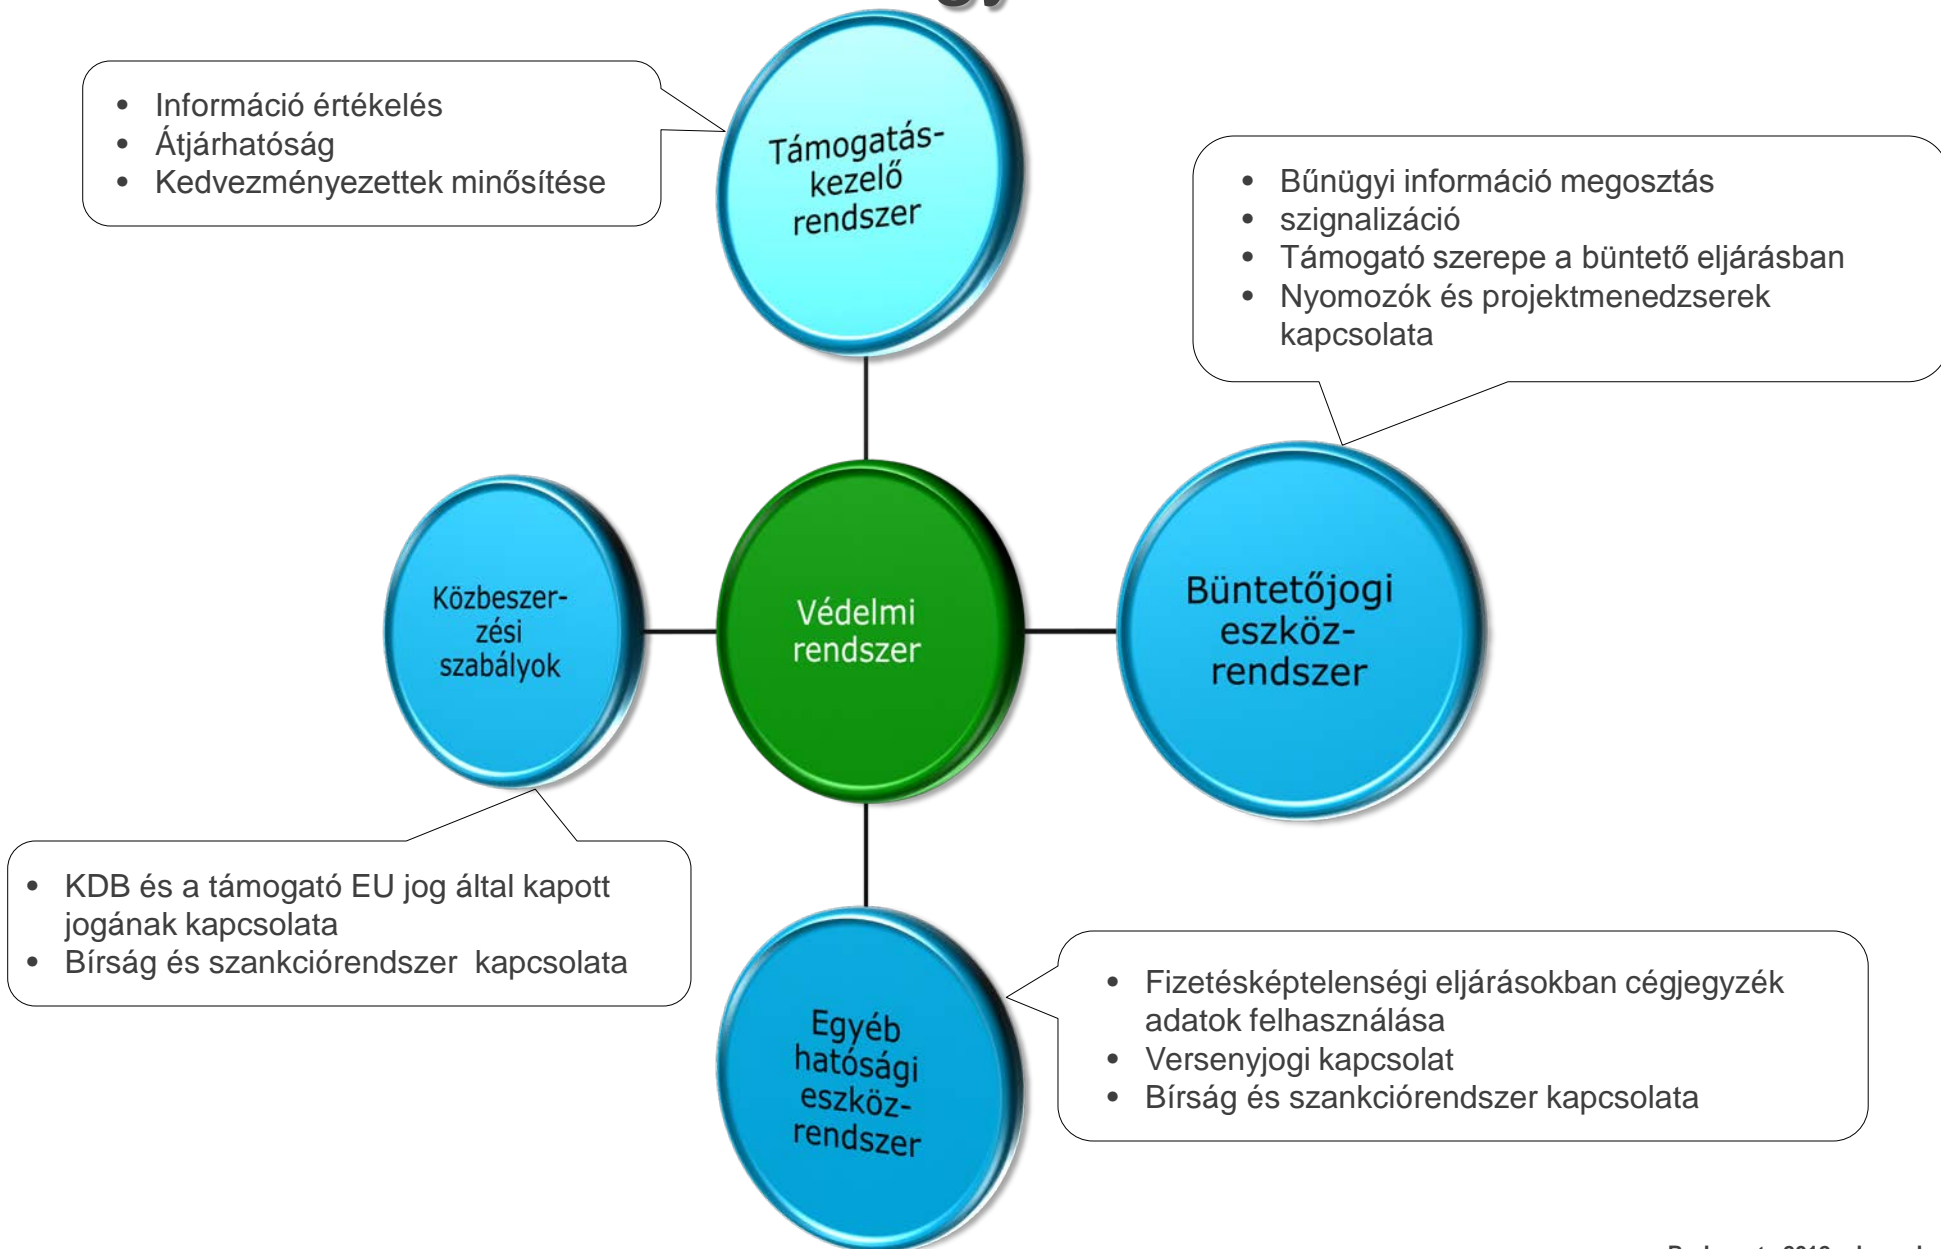 • Információ értékelés
• Átjárhatóság
• Kedvezményezettek minősítése
Támogatás-
kezelő
rendszer
• Bűnügyi információ megosztás
• szignalizáció
• Támogató szerepe a büntető eljárásban
• Nyomozók és projektmenedzserek
kapcsolata
Közbeszer-
zési
szabályok
Védelmi
rendszer
Büntetőjogi
eszköz-
rendszer
• KDB és a támogató EU jog által kapott
jogának kapcsolata
• Bírság és szankciórendszer kapcsolata
Egyéb
hatósági
eszköz-
rendszer
• Fizetésképtelenségi eljárásokban cégjegyzék
adatok felhasználása
• Versenyjogi kapcsolat
• Bírság és szankciórendszer kapcsolata